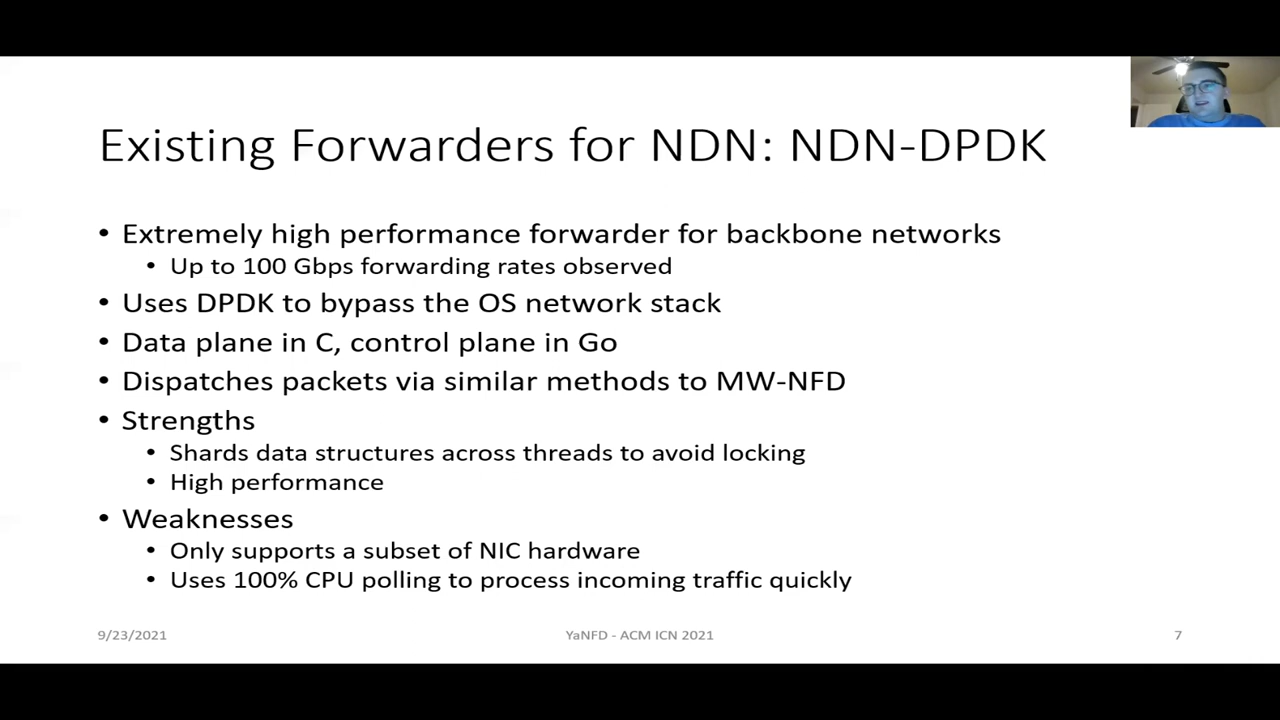 Existing Forwarders for NDN: NDN-DPDK
• Extremely high performance forwarder for backbone networks
• Up to 100 Gbps forwarding rates observed
• Uses DPDK to bypass the OS network stack
• Data plane in C, control plane in Go
• Dispatches packets via similar methods to MW-NFD
• Strengths
• Shards data structures across threads to avoid locking
• High performance
• Weaknesses
• Only supports a subset of NIC hardware
• Uses 100% CPU polling to process incoming traffic quickly
9/23/2021
YaNFD - ACM ICN 2021
7